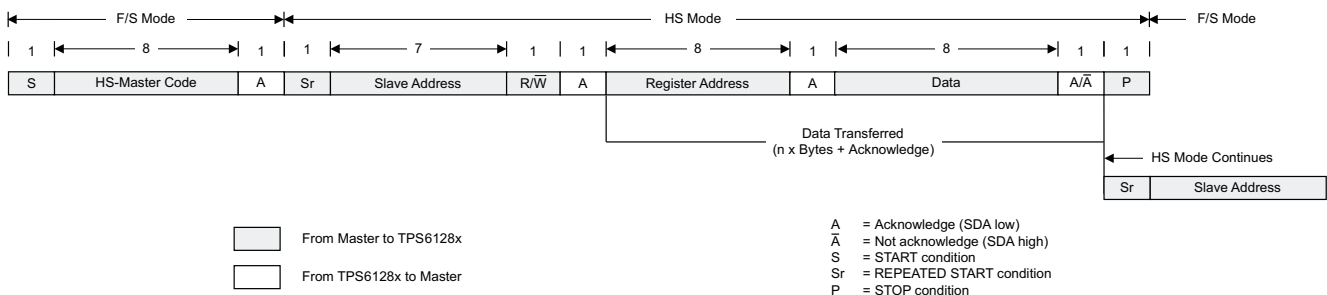 F/S Mode HS Mode F/S Mode
1 8 1 1 7 1 1 8 1 8 1 1
S HS-Master Code A Sr Slave Address R/W̅ A Register Address A Data A/A̅ P
Data Transferred
(n x Bytes + Acknowledge)
HS Mode Continues
Sr Slave Address
From Master to TPS6128x
From TPS6128x to Master
A = Acknowledge (SDA low)
A̅ = Not acknowledge (SDA high)
S = START condition
Sr = REPEATED START condition
P = STOP condition